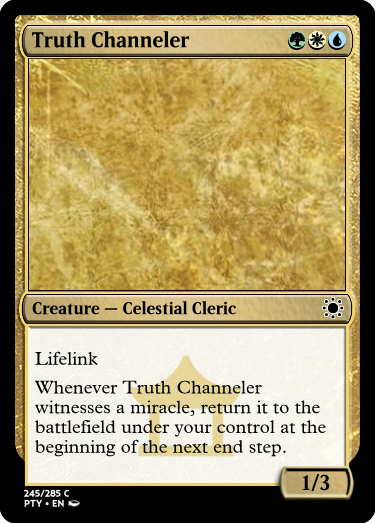 Truth Channeler
Creature — Celestial Cleric
Lifelink
Whenever Truth Channeler
witnesses a miracle, return it to the
battlefield under your control at the
beginning of the next end step.
1/3
245/285 C
PTY • EN